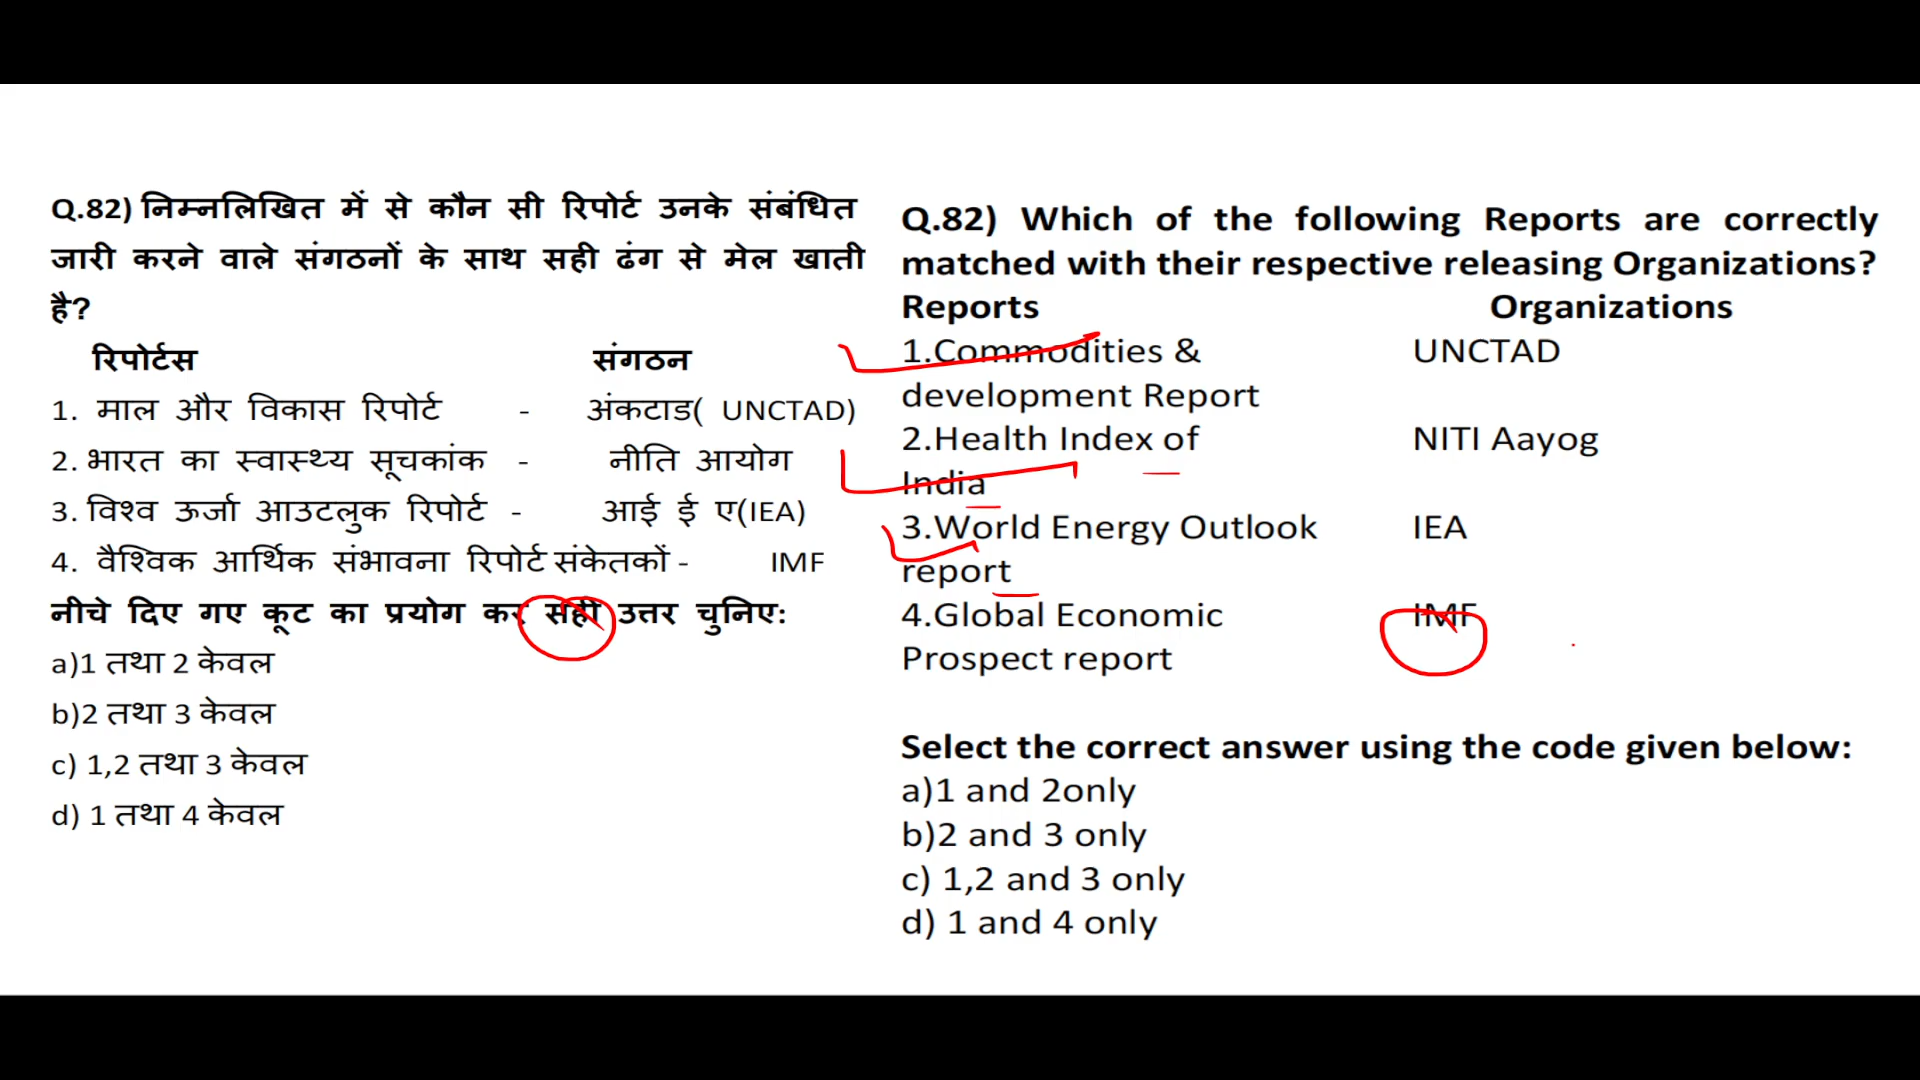 Q.82) निम्नलिखित में से कौन सी रिपोर्ट उनके संबंधित
जारी करने वाले संगठनों के साथ सही ढंग से मेल खाती
है?
रिपोर्टस संगठन
1. माल और विकास रिपोर्ट - अंकटाड( UNCTAD)
2. भारत का स्वास्थ्य सूचकांक - नीति आयोग
3. विश्व ऊर्जा आउटलुक रिपोर्ट - आई ई ए(IEA)
4. वैश्विक आर्थिक संभावना रिपोर्ट संकेतकों - IMF
नीचे दिए गए कूट का प्रयोग कर सही उत्तर चुनिए:
a)1 तथा 2 केवल
b)2 तथा 3 केवल
c) 1,2 तथा 3 केवल
d) 1 तथा 4 केवल
Q.82) Which of the following Reports are correctly
matched with their respective releasing Organizations?
Reports Organizations
1.Commodities & UNCTAD
development Report
2.Health Index of NITI Aayog
India
3.World Energy Outlook IEA
report
4.Global Economic IMF
Prospect report
Select the correct answer using the code given below:
a)1 and 2only
b)2 and 3 only
c) 1,2 and 3 only
d) 1 and 4 only